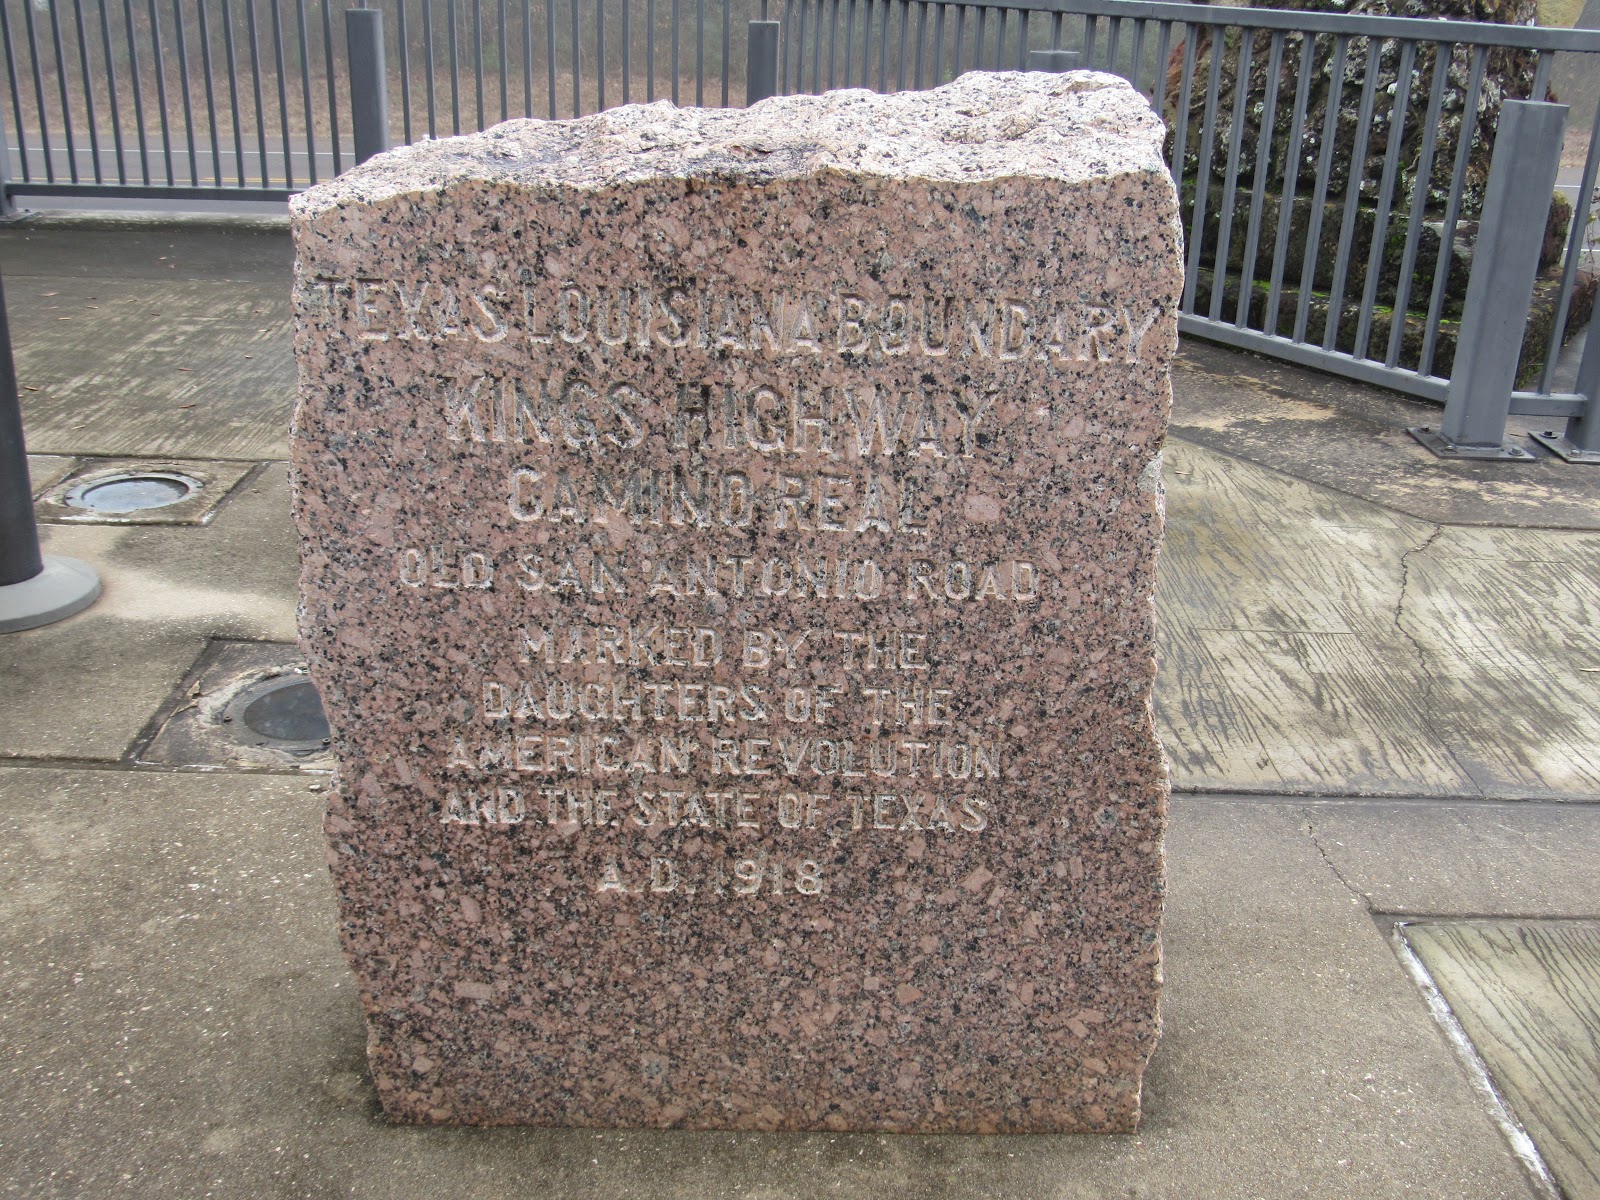 TEXAS LOUISIANA BOUNDARY
KINGS HIGHWAY
CAMINO REAL
OLD SAN ANTONIO ROAD
MARKED BY THE
DAUGHTERS OF THE
AMERICAN REVOLUTION
AND THE STATE OF TEXAS
A.D. 1918